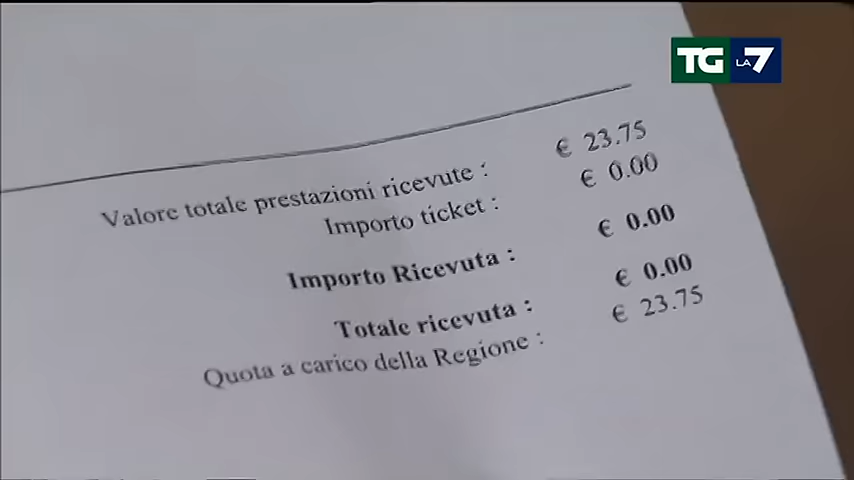 TG LA7
Valore totale prestazioni ricevute : € 23.75
Importo ticket : € 0.00
Importo Ricevuta : € 0.00
Totale ricevuta : € 0.00
Quota a carico della Regione : € 23.75